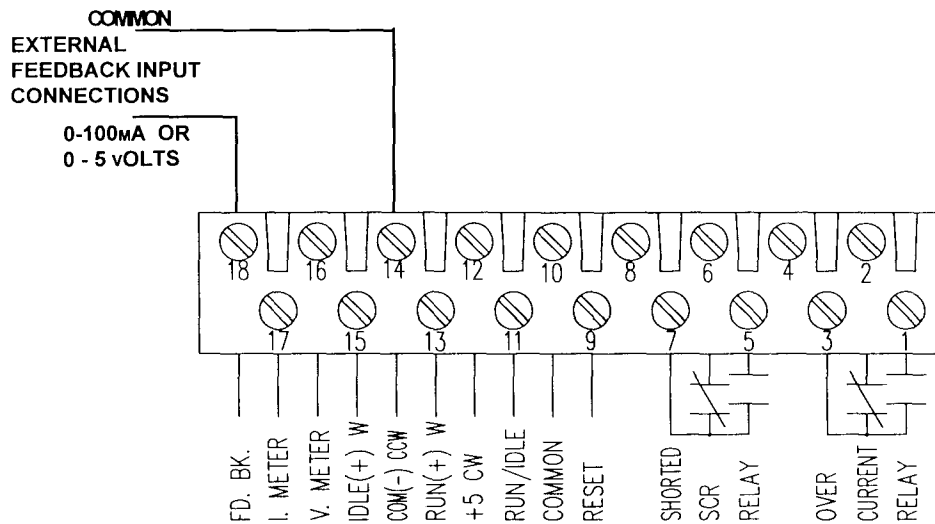 COMMON
EXTERNAL
FEEDBACK INPUT
CONNECTIONS
0-100MA OR
0 - 5 VOLTS
18
16
14
12
10
8
6
4
2
17
15
13
11
9
7
5
3
1
FD. BK.
I. METER
V. METER
IDLE(+) W
COM(-) CCW
RUN(+) W
+5 CW
RUN/IDLE
COMMON
RESET
SHORTED
SCR
RELAY
OVER
CURRENT
RELAY